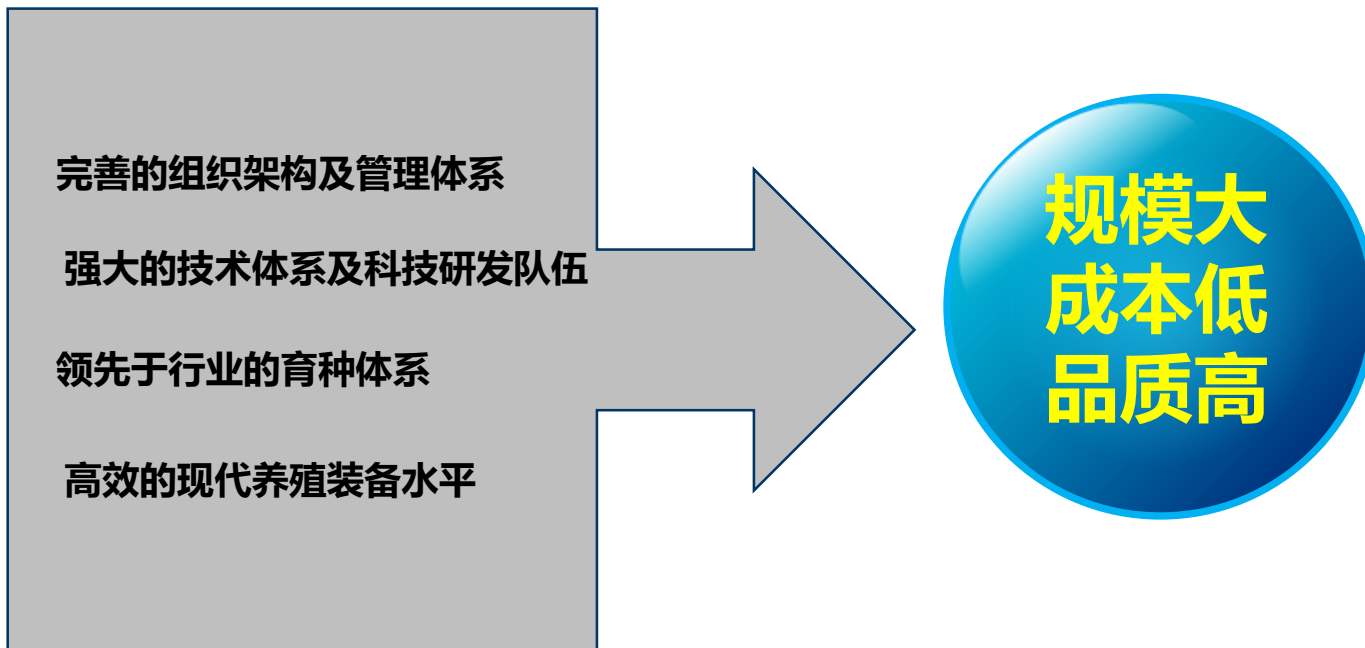 完善的组织架构及管理体系
强大的技术体系及科技研发队伍
领先于行业的育种体系
高效的现代养殖装备水平
规模大
成本低
品质高